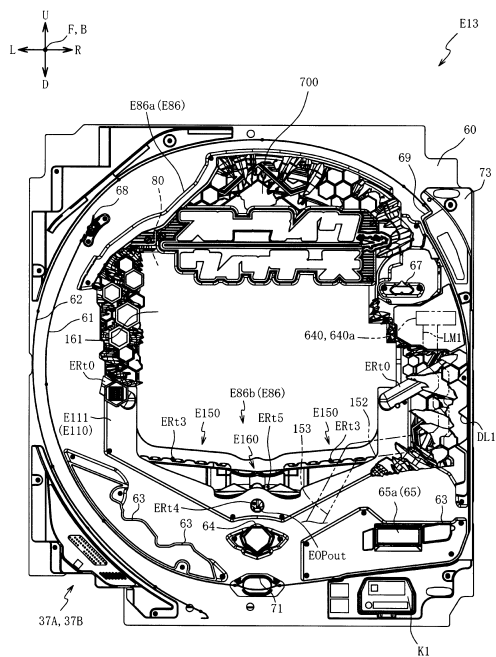 U
F, B
L
R
D
E13
E86a (E86)
700
60
80
69
73
68
67
62
61
161
640, 640a
LM1
ERt0
ERt0
E86b (E86)
E111
(E110)
E150
ERt5
E150
152
ERt3
E160
153
ERt3
DL1
63
ERt4
65a (65)
63
63
64
EOPout
71
37A, 37B
K1